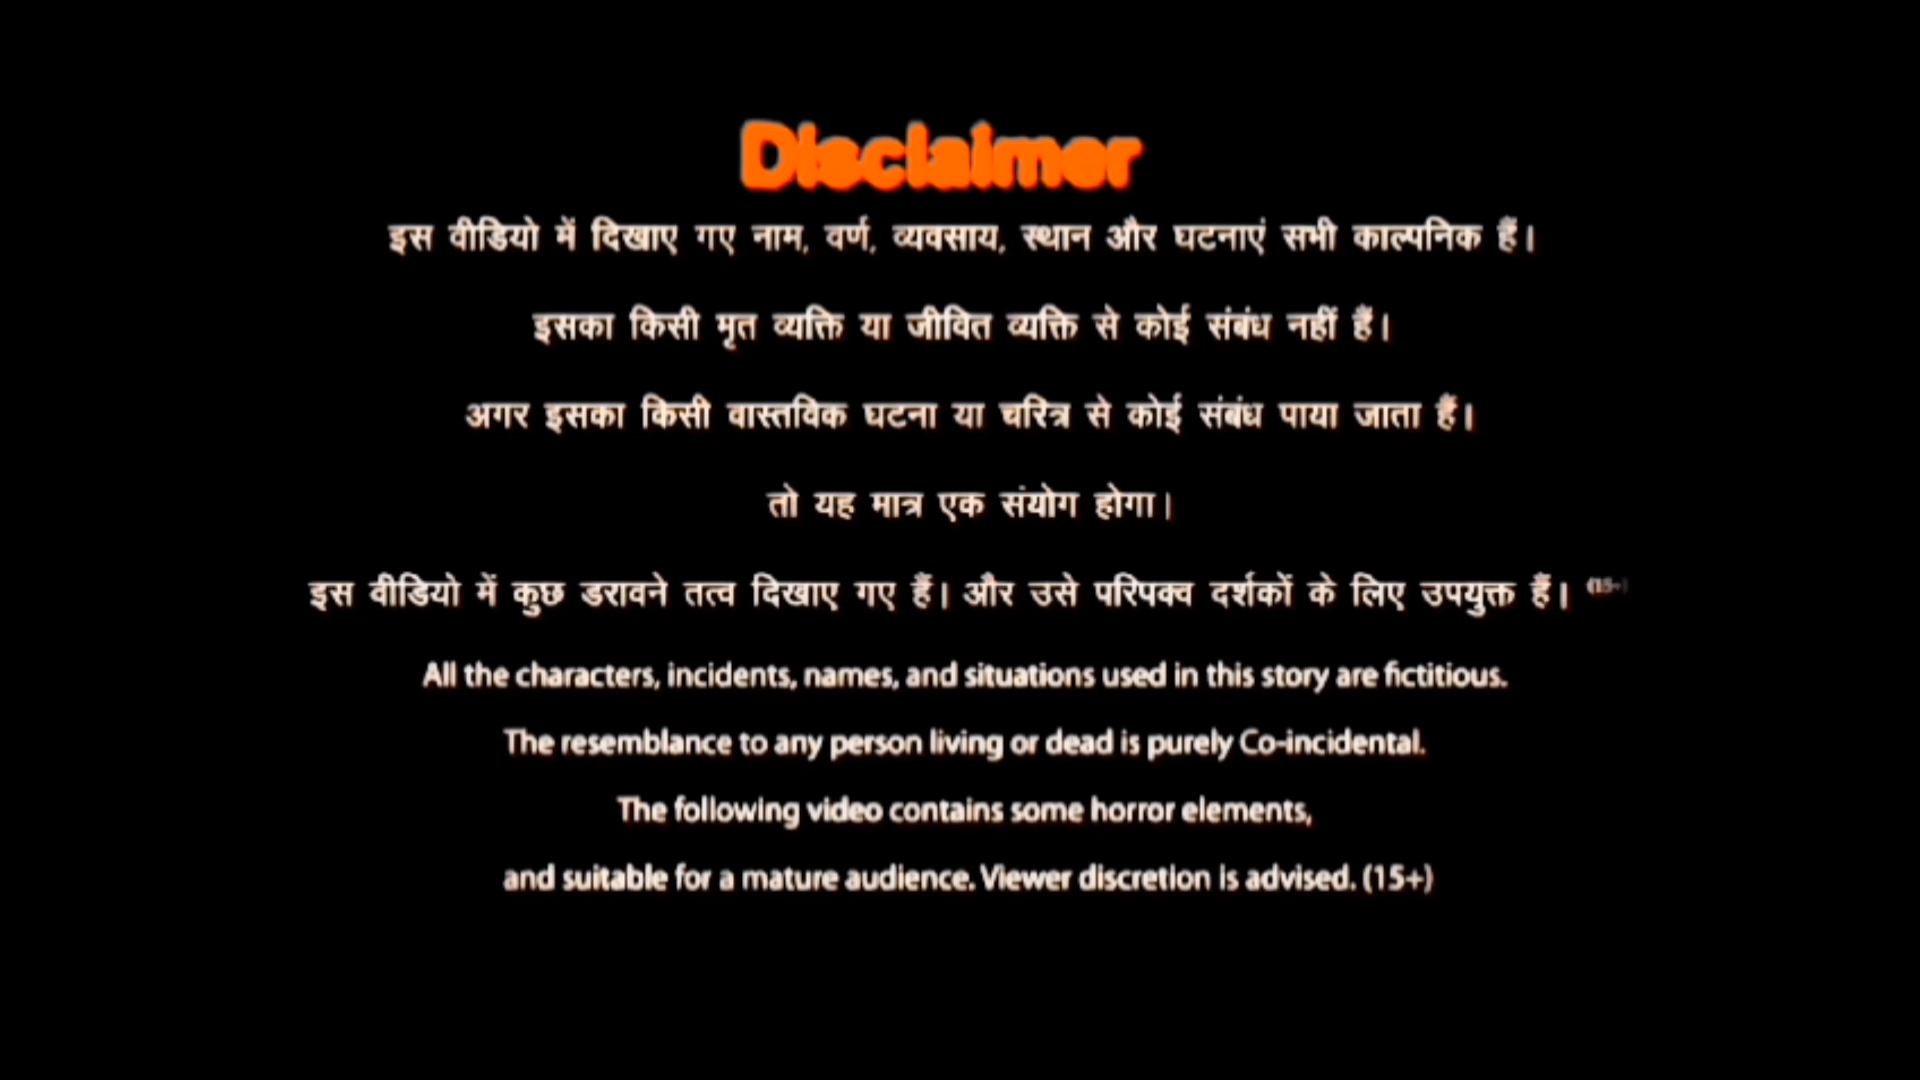 Disclaimer
इस वीडियो में दिखाए गए नाम, वर्ण, व्यवसाय, स्थान और घटनाएं सभी काल्पनिक हैं।
इसका किसी मृत व्यक्ति या जीवित व्यक्ति से कोई संबंध नहीं हैं।
अगर इसका किसी वास्तविक घटना या चरित्र से कोई संबंध पाया जाता हैं।
तो यह मात्र एक संयोग होगा।
इस वीडियो में कुछ डरावने तत्व दिखाए गए हैं। और उसे परिपक्व दर्शकों के लिए उपयुक्त हैं। (15+)
All the characters, incidents, names, and situations used in this story are fictitious.
The resemblance to any person living or dead is purely Co-incidental.
The following video contains some horror elements,
and suitable for a mature audience. Viewer discretion is advised. (15+)